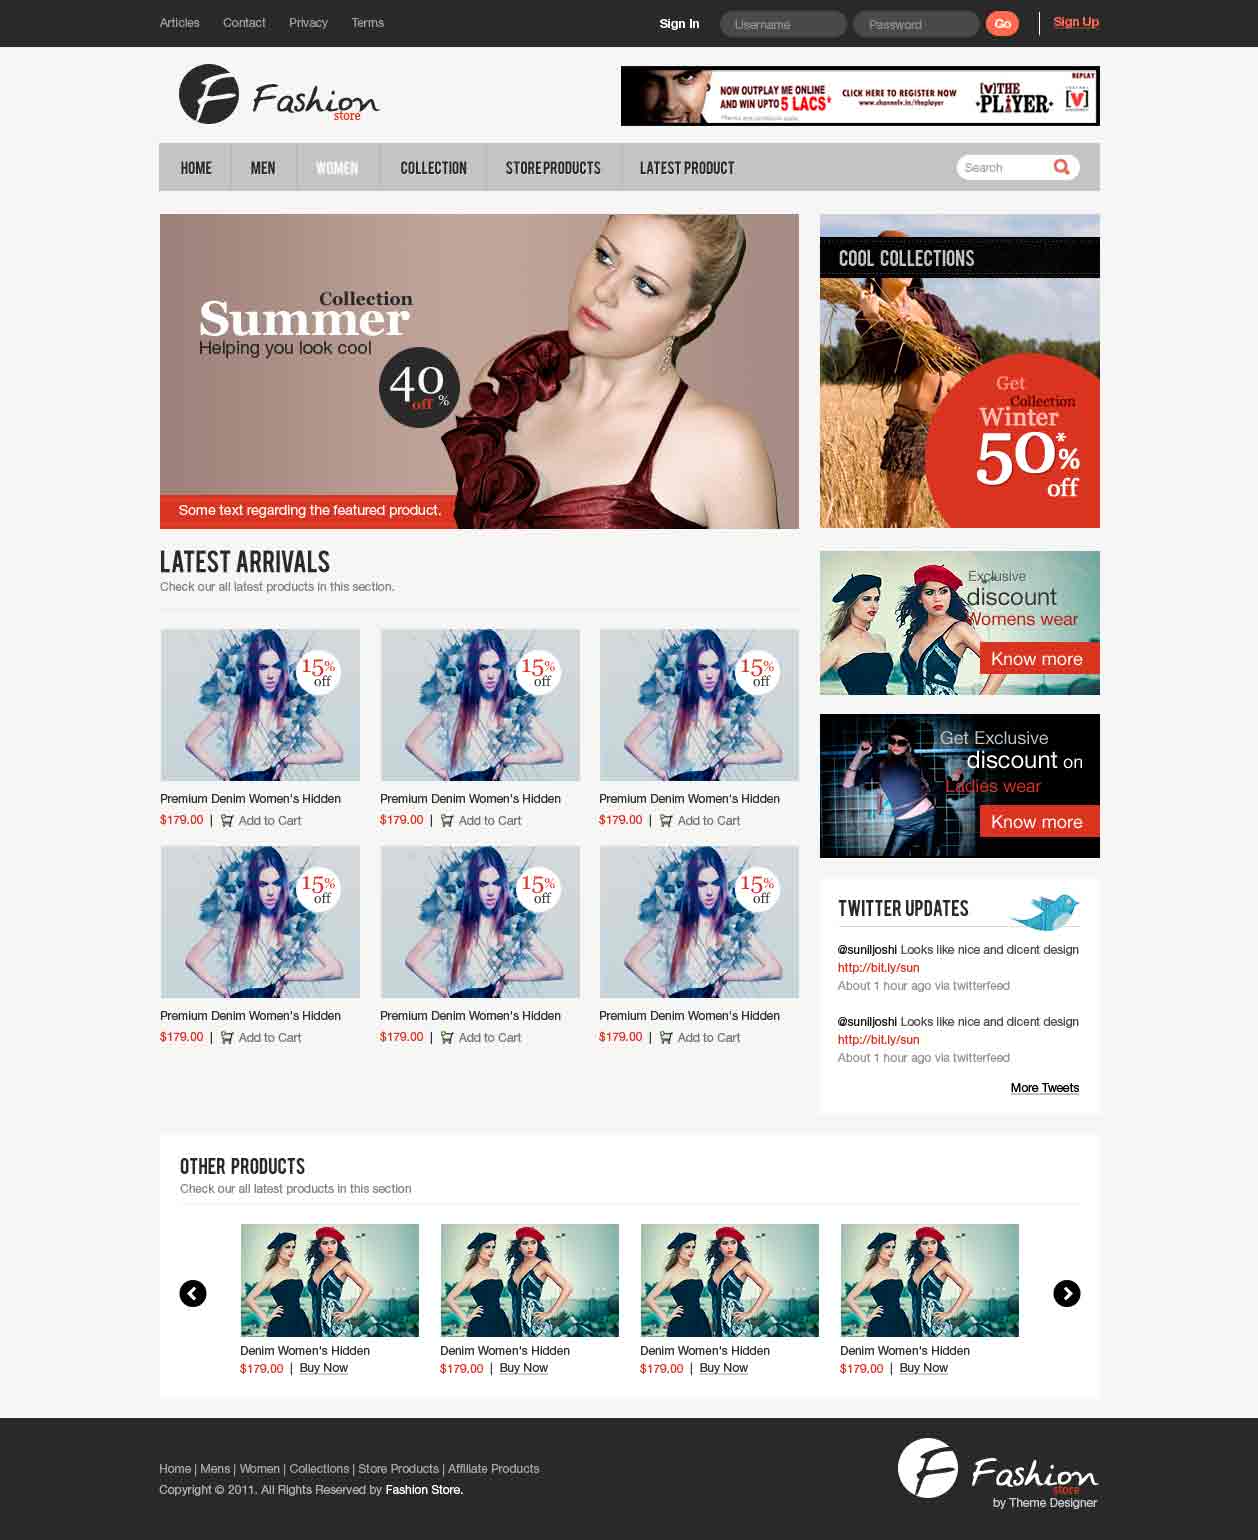 Articles Contact Privacy Terms Sign In Username Password Go Sign Up
F Fashion
store
NOW OUTPLAY ME ONLINE
AND WIN UPTO 5 LACS*
CLICK HERE TO REGISTER NOW
www.channelv.in/theplayer
[V]THE
PLAYER
REPLAY
[V]
HOME MEN WOMEN COLLECTION STORE PRODUCTS LATEST PRODUCT Search
Collection
Summer
Helping you look cool
40%
off
Some text regarding the featured product.
COOL COLLECTIONS
Get
Collection
Winter
50*%
off
LATEST ARRIVALS
Check our all latest products in this section.
Exclusive
discount
Womens wear
Know more
15% off 15% off 15% off
Premium Denim Women's Hidden Premium Denim Women's Hidden Premium Denim Women's Hidden
$179.00 | Add to Cart $179.00 | Add to Cart $179.00 | Add to Cart
Get Exclusive
discount on
Ladies wear
Know more
15% off 15% off 15% off
Premium Denim Women's Hidden Premium Denim Women's Hidden Premium Denim Women's Hidden
$179.00 | Add to Cart $179.00 | Add to Cart $179.00 | Add to Cart
TWITTER UPDATES
@suniljoshi Looks like nice and dicent design
http://bit.ly/sun
About 1 hour ago via twitterfeed
@suniljoshi Looks like nice and dicent design
http://bit.ly/sun
About 1 hour ago via twitterfeed
More Tweets
OTHER PRODUCTS
Check our all latest products in this section
Denim Women's Hidden Denim Women's Hidden Denim Women's Hidden Denim Women's Hidden
$179.00 | Buy Now $179.00 | Buy Now $179.00 | Buy Now $179.00 | Buy Now
Home | Mens | Women | Collections | Store Products | Affiliate Products
Copyright © 2011. All Rights Reserved by Fashion Store.
F Fashion
store
by Theme Designer